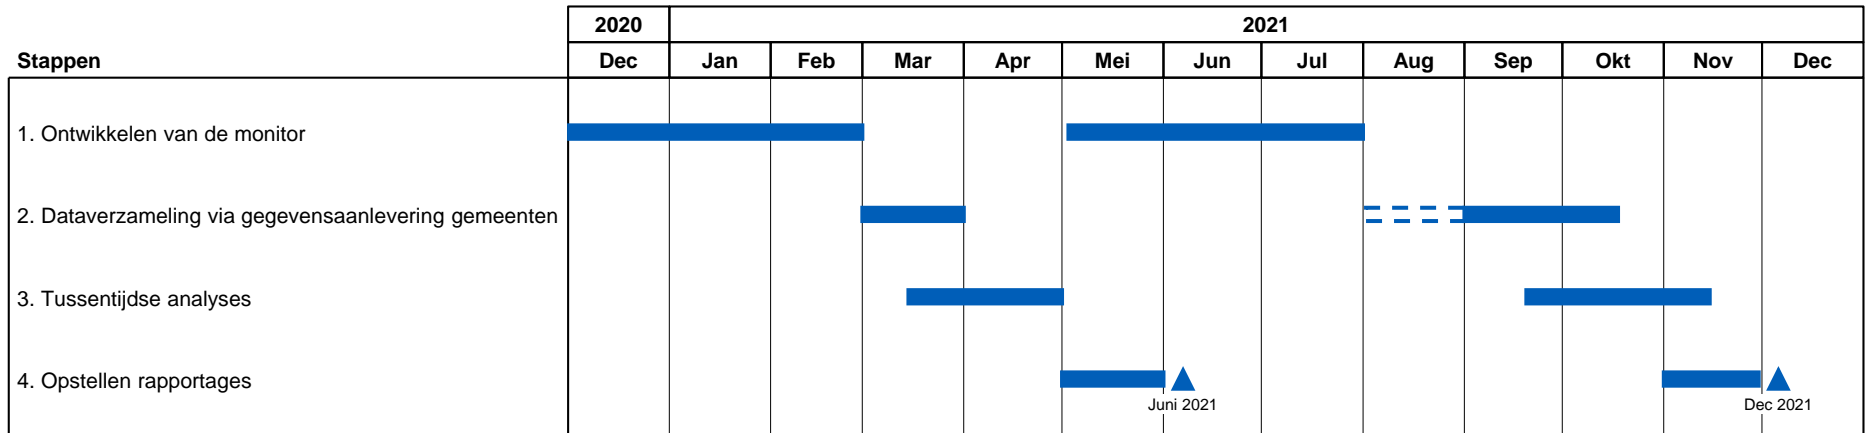 2020 2021
Stappen Dec Jan Feb Mar Apr Mei Jun Jul Aug Sep Okt Nov Dec
1. Ontwikkelen van de monitor
2. Dataverzameling via gegevensaanlevering gemeenten
3. Tussentijdse analyses
4. Opstellen rapportages
Juni 2021 Dec 2021